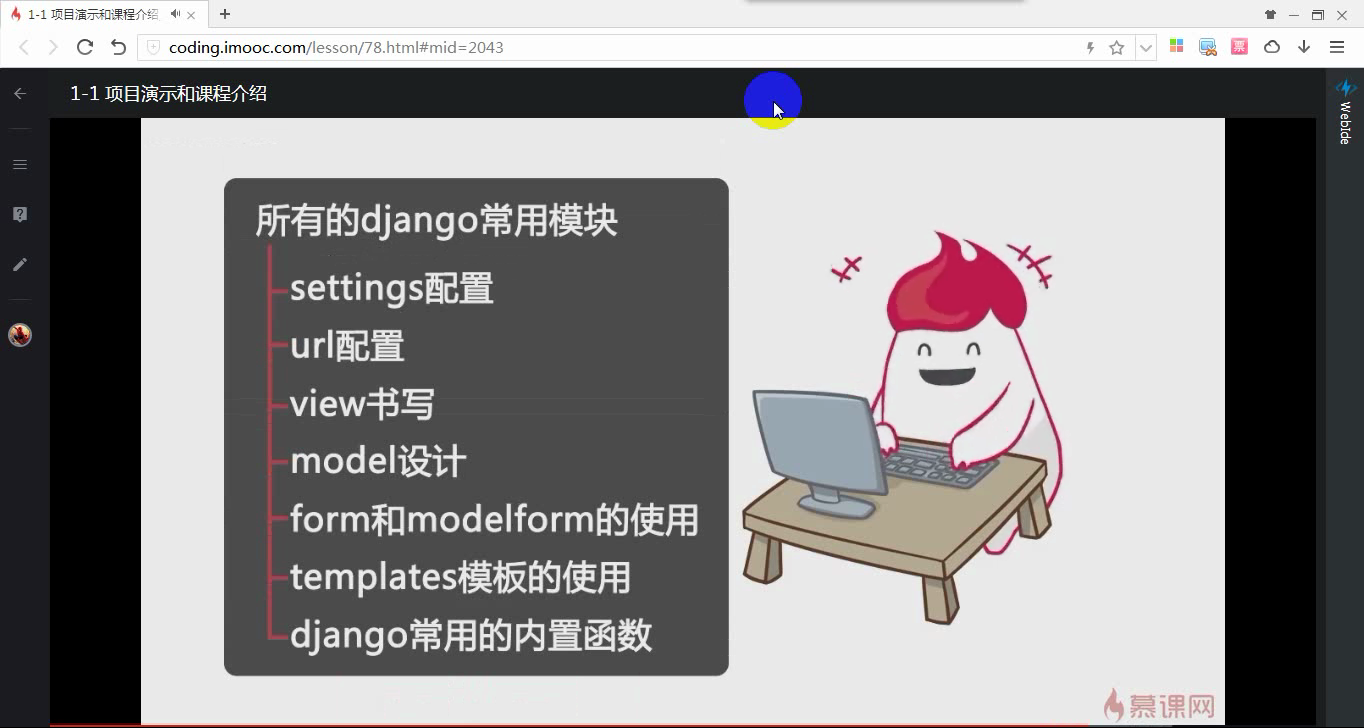 1-1 项目演示和课程介绍
coding.imooc.com/lesson/78.html#mid=2043
票
1-1 项目演示和课程介绍
WebIde
所有的django常用模块
settings配置
url配置
view书写
model设计
form和modelform的使用
templates模板的使用
django常用的内置函数
慕课网